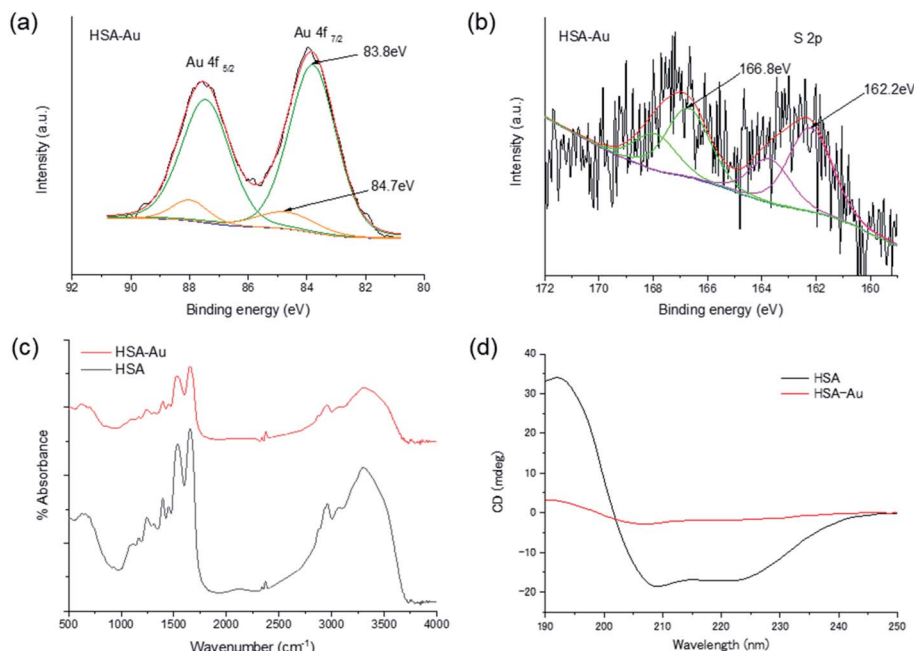 (a)
HSA-Au
Au 4f 5/2
Au 4f 7/2
83.8eV
84.7eV
Intensity (a.u.)
92 90 88 86 84 82 80
Binding energy (eV)
(b)
HSA-Au
S 2p
166.8eV
162.2eV
Intensity (a.u.)
172 170 168 166 164 162 160
Binding energy (eV)
(c)
HSA-Au
HSA
% Absorbance
500 1000 1500 2000 2500 3000 3500 4000
Wavenumber (cm-1)
(d)
HSA
HSA-Au
CD (mdeg)
40
30
20
10
0
-10
-20
190 200 210 220 230 240 250
Wavelength (nm)